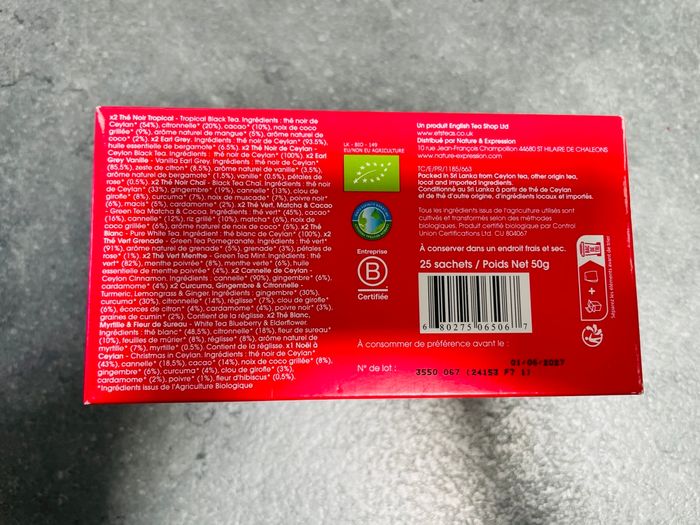 x2 Thé Noir Tropical - Tropical Black Tea. Ingrédients : thé noir de
Ceylan* (54%), citronnelle* (20%), cacao* (10%), noix de coco
grillée* (9%), arôme naturel de mangue* (5%), arôme naturel de
coco* (2%). x2 Earl Grey. Ingrédients : thé noir de Ceylan* (93,5%),
huile essentielle de bergamote* (6,5%). x2 Thé Noir de Ceylan -
Ceylon Black Tea. Ingrédients : thé noir de Ceylan* (100%). x2 Earl
Grey Vanille - Vanilla Earl Grey. Ingrédients : thé noir de Ceylan*
(85,5%), zeste de citron* (8,5%), arôme naturel de vanille* (3,5%),
arôme naturel de bergamote* (1,5%), vanille* (0,5%), pétales de
rose* (0,5%). x2 Thé Noir Chaï - Black Tea Chai. Ingrédients : thé noir
de Ceylan* (33%), gingembre* (19%), cannelle* (13%), clou de girofle*
(8%), curcuma* (7%), noix de muscade* (7%), poivre noir*
(6%), macis* (5%), cardamome* (2%). x2 Thé Vert, Matcha & Cacao
- Green Tea Matcha & Cocoa. Ingrédients : thé vert* (45%), cacao*
(16%), cannelle* (12%), riz grillé* (10%), matcha* (6%), noix de
coco grillée* (6%), arôme naturel de noix de coco* (5%). x2 Thé
Blanc - Pure White Tea. Ingrédients : thé blanc de Ceylan* (100%). x2
Thé Vert Grenade - Green Tea Pomegranate. Ingrédients : thé vert*
(91%), arôme naturel de grenade* (5%), grenade* (3%), pétales de
rose* (1%). x2 Thé Vert Menthe - Green Tea Mint. Ingrédients : thé
vert* (82%), menthe poivrée* (8%), menthe verte* (6%), huile
essentielle de menthe poivrée* (4%). x2 Cannelle de Ceylan -
Ceylon Cinnamon. Ingrédients : cannelle* (90%), gingembre* (6%),
cardamome* (4%). x2 Curcuma, Gingembre & Citronnelle -
Turmeric, Lemongrass & Ginger. Ingrédients : gingembre* (30%),
curcuma* (30%), citronnelle* (14%), réglisse* (7%), clou de girofle*
(6%), écorces de citron* (4%), cardamome* (4%), poivre noir* (3%),
graines de cumin* (2%). Contient de la réglisse. x2 Thé Blanc,
Myrtille & Fleur de Sureau - White Tea Blueberry & Elderflower.
Ingrédients : thé blanc* (48,5%), citronnelle* (18%), fleur de sureau*
(10%), feuilles de mûrier* (8%), réglisse* (8%), arôme naturel de
myrtille* (7%), myrtille* (0,5%). Contient de la réglisse. x1 Noël à
Ceylan - Christmas in Ceylan. Ingrédients : thé noir de Ceylan*
(43%), cannelle* (18,5%), cacao* (14%), noix de coco grillée* (8%),
gingembre* (6%), curcuma* (4%), clou de girofle* (3%),
cardamome* (2%), poivre* (1%), fleur d'hibiscus* (0,5%).
*Ingrédients issus de l'Agriculture Biologique
LK - BIO - 149
EU/NON EU AGRICULTURE
Entreprise
B
Certifiée
Un produit English Tea Shop Ltd
www.etsteas.co.uk
Distribué par Nature & Expression
10 rue Jean-François Champollion 44680 ST HILAIRE DE CHALEONS
www.nature-expression.com
TC/E/PR/1185/663
Packed in Sri Lanka from Ceylon tea, other origin tea,
local and imported ingredients.
Conditionné au Sri Lanka à partir de thé de Ceylan
et de thé d'autre origine, d'ingrédients locaux et importés.
Tous les ingrédients issus de l'agriculture biologique sont
cultivés et transformés selon des méthodes
biologiques. Produit certifié biologique par Control
Union Certifications Ltd. CU 804067
À conserver dans un endroit frais et sec.
25 sachets / Poids Net 50g
6 80275 06506 7
À consommer de préférence avant le :
01/06/2027
N° de lot :
3550 067 (24153 F7 1)
Séparez les éléments avant de trier